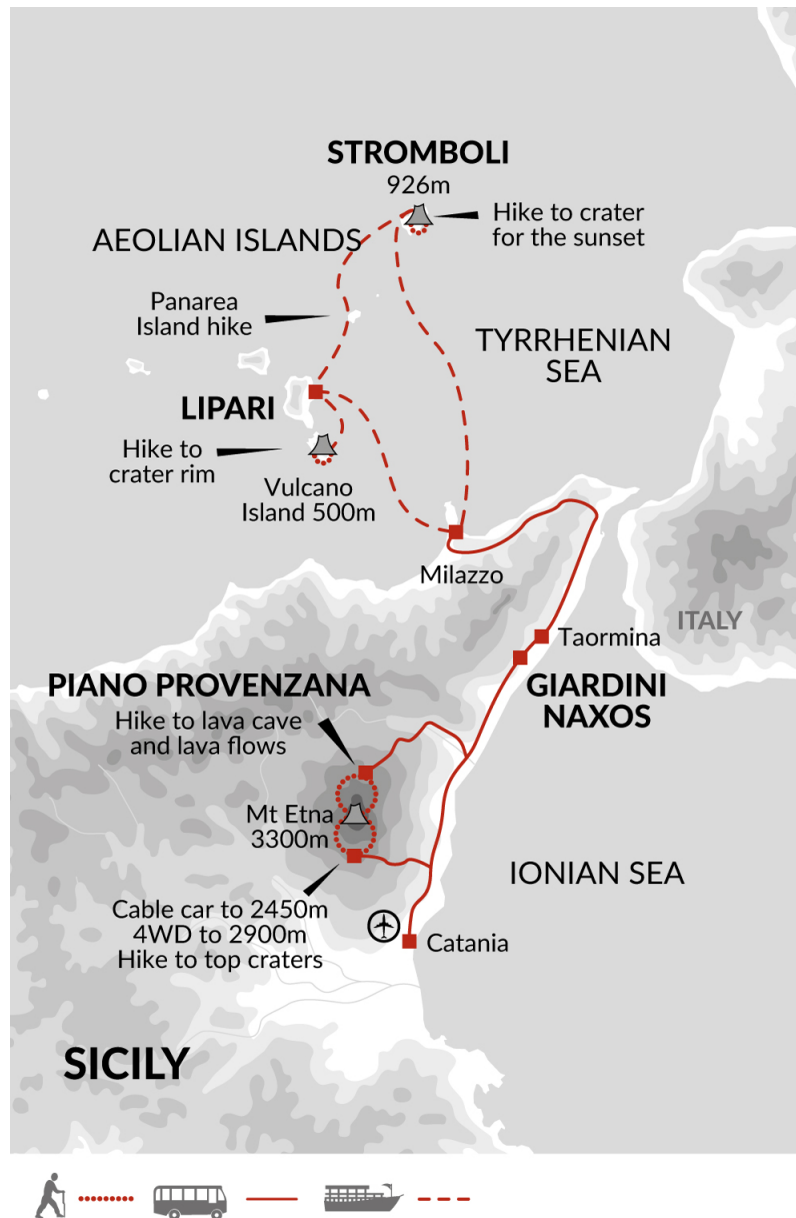 STROMBOLI
926m
Hike to crater
for the sunset
AEOLIAN ISLANDS
Panarea
Island hike
TYRRHENIAN
SEA
LIPARI
Hike to
crater rim
Vulcano
Island 500m
Milazzo
ITALY
Taormina
PIANO PROVENZANA
Hike to lava cave
and lava flows
GIARDINI
NAXOS
Mt Etna
3300m
IONIAN SEA
Cable car to 2450m
4WD to 2900m
Hike to top craters
Catania
SICILY